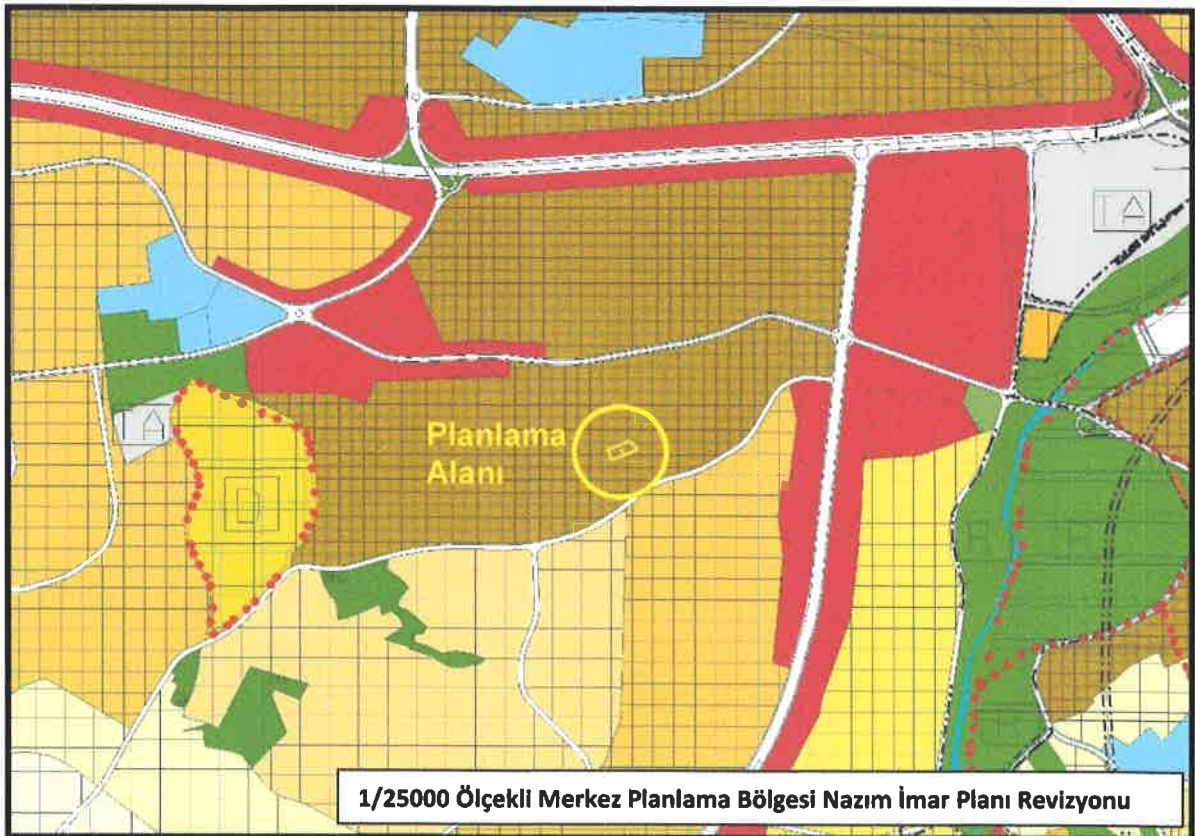 T A
T A
Planlama
Alanı
D
1/25000 Ölçekli Merkez Planlama Bölgesi Nazım İmar Planı Revizyonu